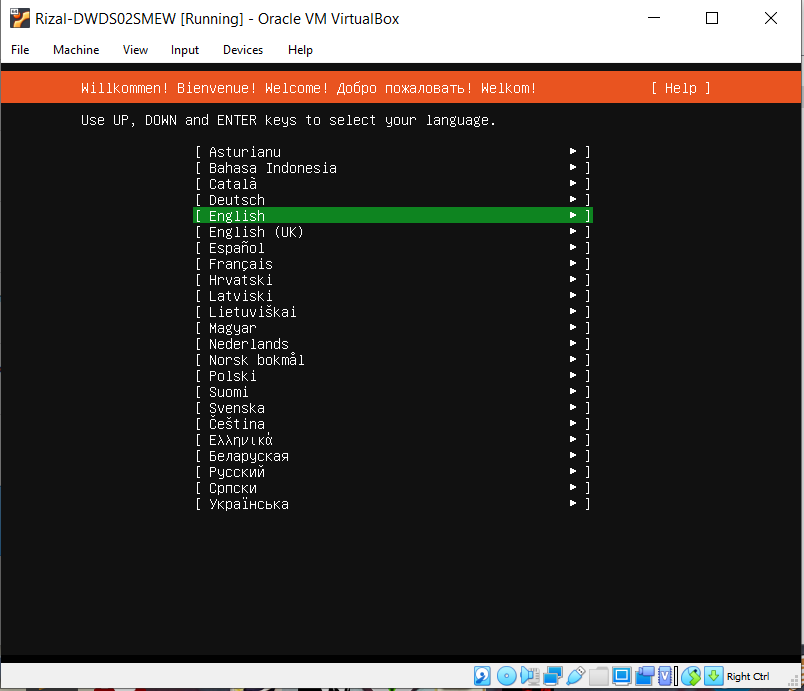 Rizal-DWDS02SMEW [Running] - Oracle VM VirtualBox
File Machine View Input Devices Help
Willkommen! Bienvenue! Welcome! Добро пожаловать! Welkom! [ Help ]
Use UP, DOWN and ENTER keys to select your language.
[ Asturianu ► ]
[ Bahasa Indonesia ► ]
[ Català ► ]
[ Deutsch ► ]
[ English ► ]
[ English (UK) ► ]
[ Español ► ]
[ Français ► ]
[ Hrvatski ► ]
[ Latviski ► ]
[ Lietuviškai ► ]
[ Magyar ► ]
[ Nederlands ► ]
[ Norsk bokmål ► ]
[ Polski ► ]
[ Suomi ► ]
[ Svenska ► ]
[ Čeština ► ]
[ Ελληνικά ► ]
[ Беларуская ► ]
[ Русский ► ]
[ Српски ► ]
[ Українська ► ]
Right Ctrl